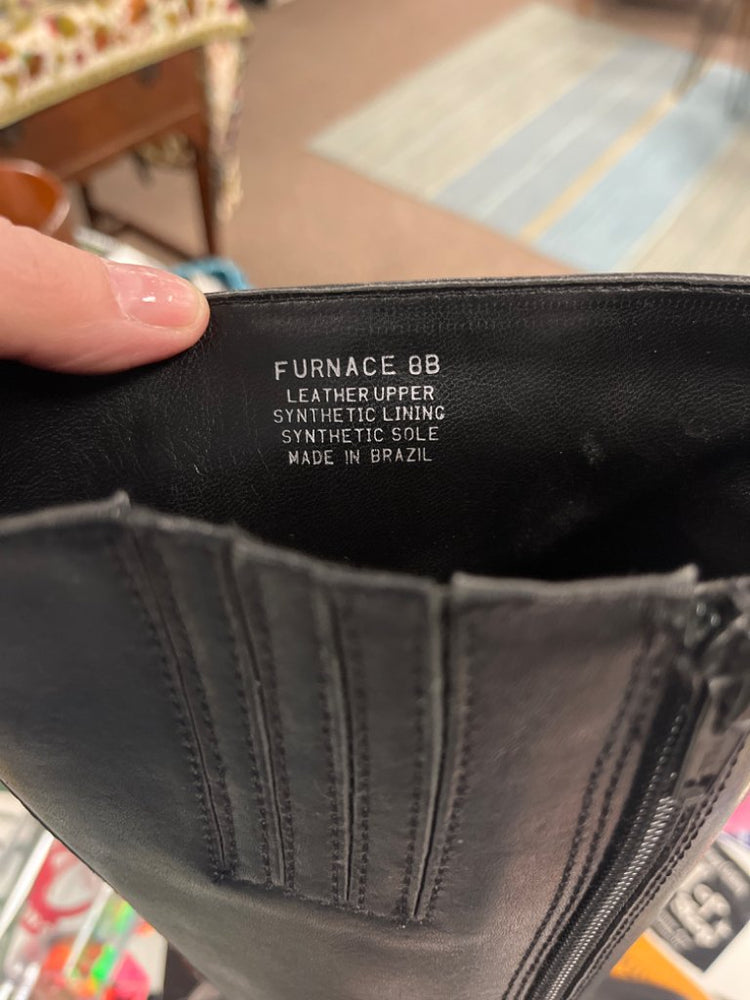 FURNACE 8B
LEATHER UPPER
SYNTHETIC LINING
SYNTHETIC SOLE
MADE IN BRAZIL